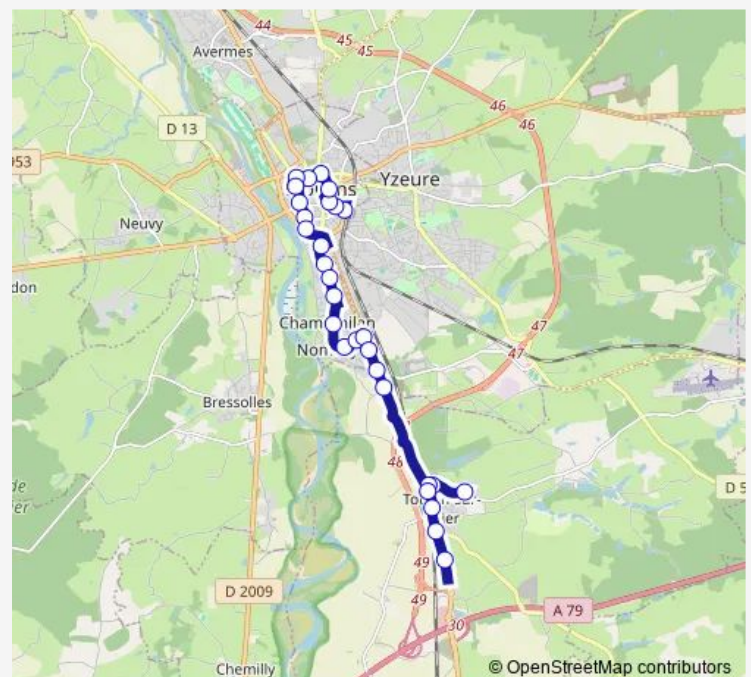 44
45
45
Avermes
46
46
D 13
953
Yzeure
Neuvy
don
47
47
Bressolles
48
D 5
49
D 2009
49
A 79
30
Chemilly
© OpenStreetMap contributors